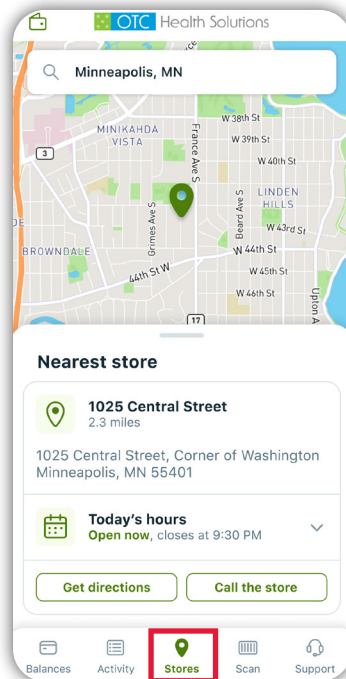 OTC Health Solutions
Minneapolis, MN
W 38th St
MINIKAHDA
VISTA
France Ave S
W 39th St
3
W 40th St
LINDEN
HILLS
Grimes Ave S
Beard Ave S
W 43rd St
BROWNDALE
W 44th St
44th St W
W 45th St
W 46th St
Upton A
17
Nearest store
1025 Central Street
2.3 miles
1025 Central Street, Corner of Washington
Minneapolis, MN 55401
Today's hours
Open now, closes at 9:30 PM
Get directions
Call the store
Balances
Activity
Stores
Scan
Support